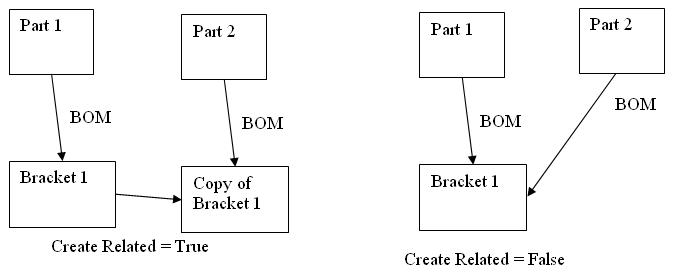 Part 1
Part 2
BOM
BOM
Bracket 1
Copy of
Bracket 1
Create Related = True
Part 1
Part 2
BOM
BOM
Bracket 1
Create Related = False